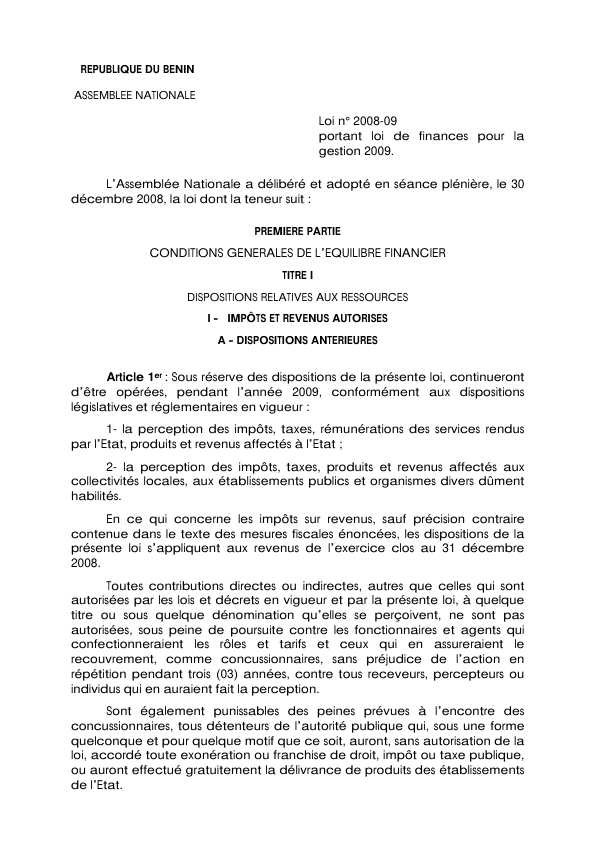 REPUBLIQUE DU BENIN
ASSEMBLEE NATIONALE
Loi n° 2008-09
portant loi de finances pour la
gestion 2009.
L'Assemblée Nationale a délibéré et adopté en séance plénière, le 30
décembre 2008, la loi dont la teneur suit :
PREMIERE PARTIE
CONDITIONS GENERALES DE L'EQUILIBRE FINANCIER
TITRE I
DISPOSITIONS RELATIVES AUX RESSOURCES
I - IMPÔTS ET REVENUS AUTORISES
A - DISPOSITIONS ANTERIEURES
Article 1er : Sous réserve des dispositions de la présente loi, continueront
d'être opérées, pendant l'année 2009, conformément aux dispositions
législatives et réglementaires en vigueur :
1- la perception des impôts, taxes, rémunérations des services rendus
par l'Etat, produits et revenus affectés à l'Etat ;
2- la perception des impôts, taxes, produits et revenus affectés aux
collectivités locales, aux établissements publics et organismes divers dûment
habilités.
En ce qui concerne les impôts sur revenus, sauf précision contraire
contenue dans le texte des mesures fiscales énoncées, les dispositions de la
présente loi s'appliquent aux revenus de l'exercice clos au 31 décembre
2008.
Toutes contributions directes ou indirectes, autres que celles qui sont
autorisées par les lois et décrets en vigueur et par la présente loi, à quelque
titre ou sous quelque dénomination qu'elles se perçoivent, ne sont pas
autorisées, sous peine de poursuite contre les fonctionnaires et agents qui
confectionneraient les rôles et tarifs et ceux qui en assureraient le
recouvrement, comme concussionnaires, sans préjudice de l'action en
répétition pendant trois (03) années, contre tous receveurs, percepteurs ou
individus qui en auraient fait la perception.
Sont également punissables des peines prévues à l'encontre des
concussionnaires, tous détenteurs de l'autorité publique qui, sous une forme
quelconque et pour quelque motif que ce soit, auront, sans autorisation de la
loi, accordé toute exonération ou franchise de droit, impôt ou taxe publique,
ou auront effectué gratuitement la délivrance de produits des établissements
de l'Etat.